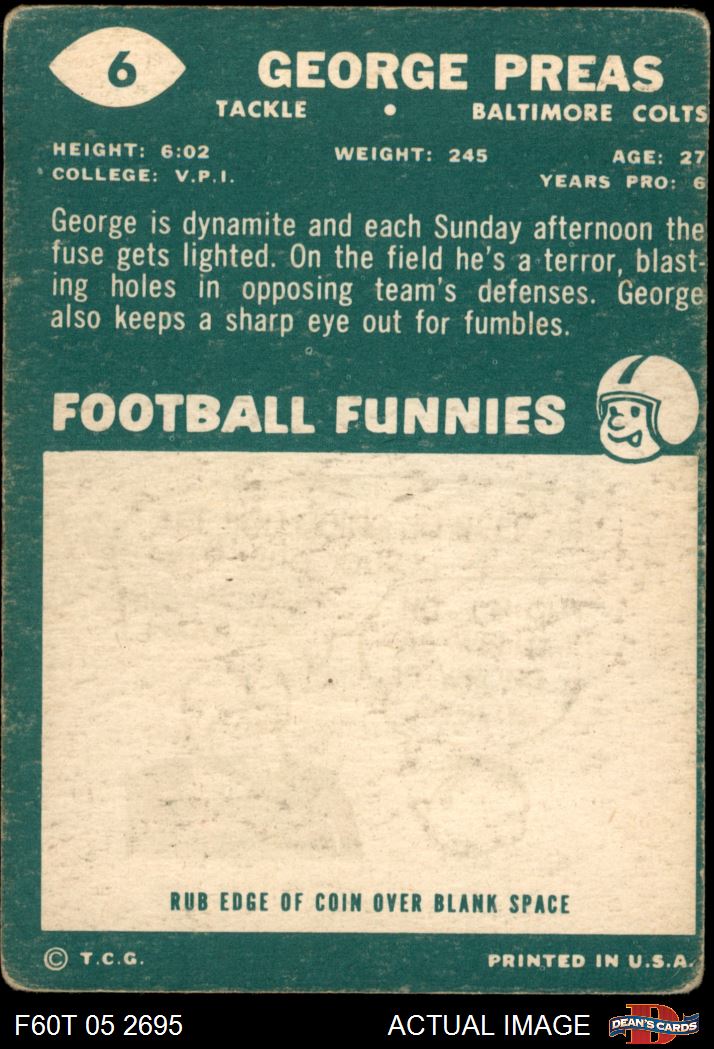 6
GEORGE PREAS
TACKLE • BALTIMORE COLTS
HEIGHT: 6:02 WEIGHT: 245 AGE: 27
COLLEGE: V.P.I. YEARS PRO: 6
George is dynamite and each Sunday afternoon the
fuse gets lighted. On the field he's a terror, blast-
ing holes in opposing team's defenses. George
also keeps a sharp eye out for fumbles.
FOOTBALL FUNNIES
RUB EDGE OF COIN OVER BLANK SPACE
© T.C.G. PRINTED IN U.S.A.
F60T 05 2695 ACTUAL IMAGE DEAN'S CARDS